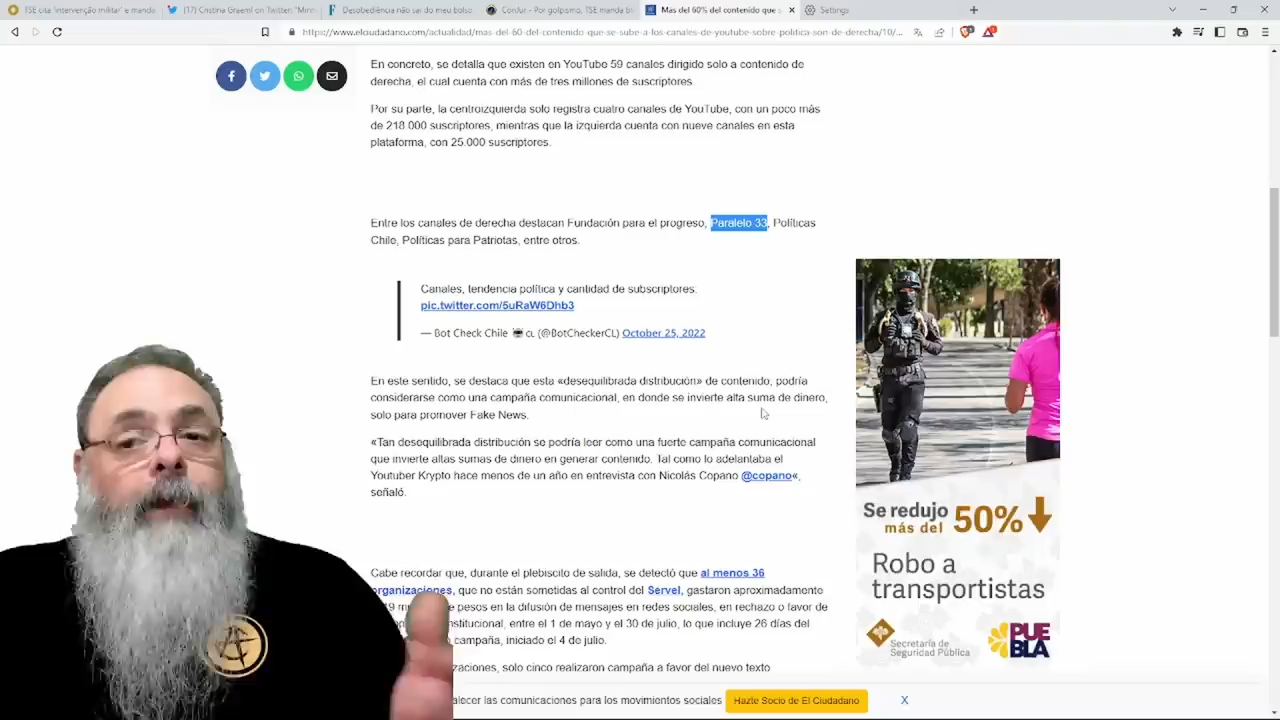 TSE cita 'intervenção militar' e manda
(17) Cristina Graeml on Twitter: "Minn
Desobediência não sai do meu bolso
ConJur - Por golpismo, TSE manda bl
Más del 60% del contenido que s
Settings
https://www.elciudadano.com/actualidad/mas-del-60-del-contenido-que-se-sube-a-los-canales-de-youtube-sobre-politica-son-de-derecha/10/...
En concreto, se detalla que existen en YouTube 59 canales dirigido solo a contenido de
derecha, el cual cuenta con más de tres millones de suscriptores
Por su parte, la centroizquierda solo registra cuatro canales de YouTube, con un poco más
de 218.000 suscriptores, mientras que la izquierda cuenta con nueve canales en esta
plataforma, con 25.000 suscriptores.
Entre los canales de derecha destacan Fundación para el progreso, Paralelo 33, Políticas
Chile, Políticas para Patriotas, entre otros.
Canales, tendencia política y cantidad de subscriptores.
pic.twitter.com/5uRaW6Dhb3
— Bot Check Chile CL (@BotCheckerCL) October 25, 2022
En este sentido, se destaca que esta «desequilibrada distribución» de contenido, podría
considerarse como una campaña comunicacional, en donde se invierte alta suma de dinero,
solo para promover Fake News.
«Tan desequilibrada distribución se podría leer como una fuerte campaña comunicacional
que invierte altas sumas de dinero en generar contenido. Tal como lo adelantaba el
Youtuber Krypto hace menos de un año en entrevista con Nicolás Copano @copano«,
señaló.
Se redujo
más del 50%
Robo a
transportistas
Secretaría de
Seguridad Pública
PUEBLA
Cabe recordar que, durante el plebiscito de salida, se detectó que al menos 36
organizaciones, que no están sometidas al control del Servel, gastaron aproximadamente
pesos en la difusión de mensajes en redes sociales, en rechazo o favor de
entre el 1 de mayo y el 30 de julio, lo que incluye 26 días del
campaña, iniciado el 4 de julio.
solo cinco realizaron campaña a favor del nuevo texto
las comunicaciones para los movimientos sociales Hazte Socio de El Ciudadano X